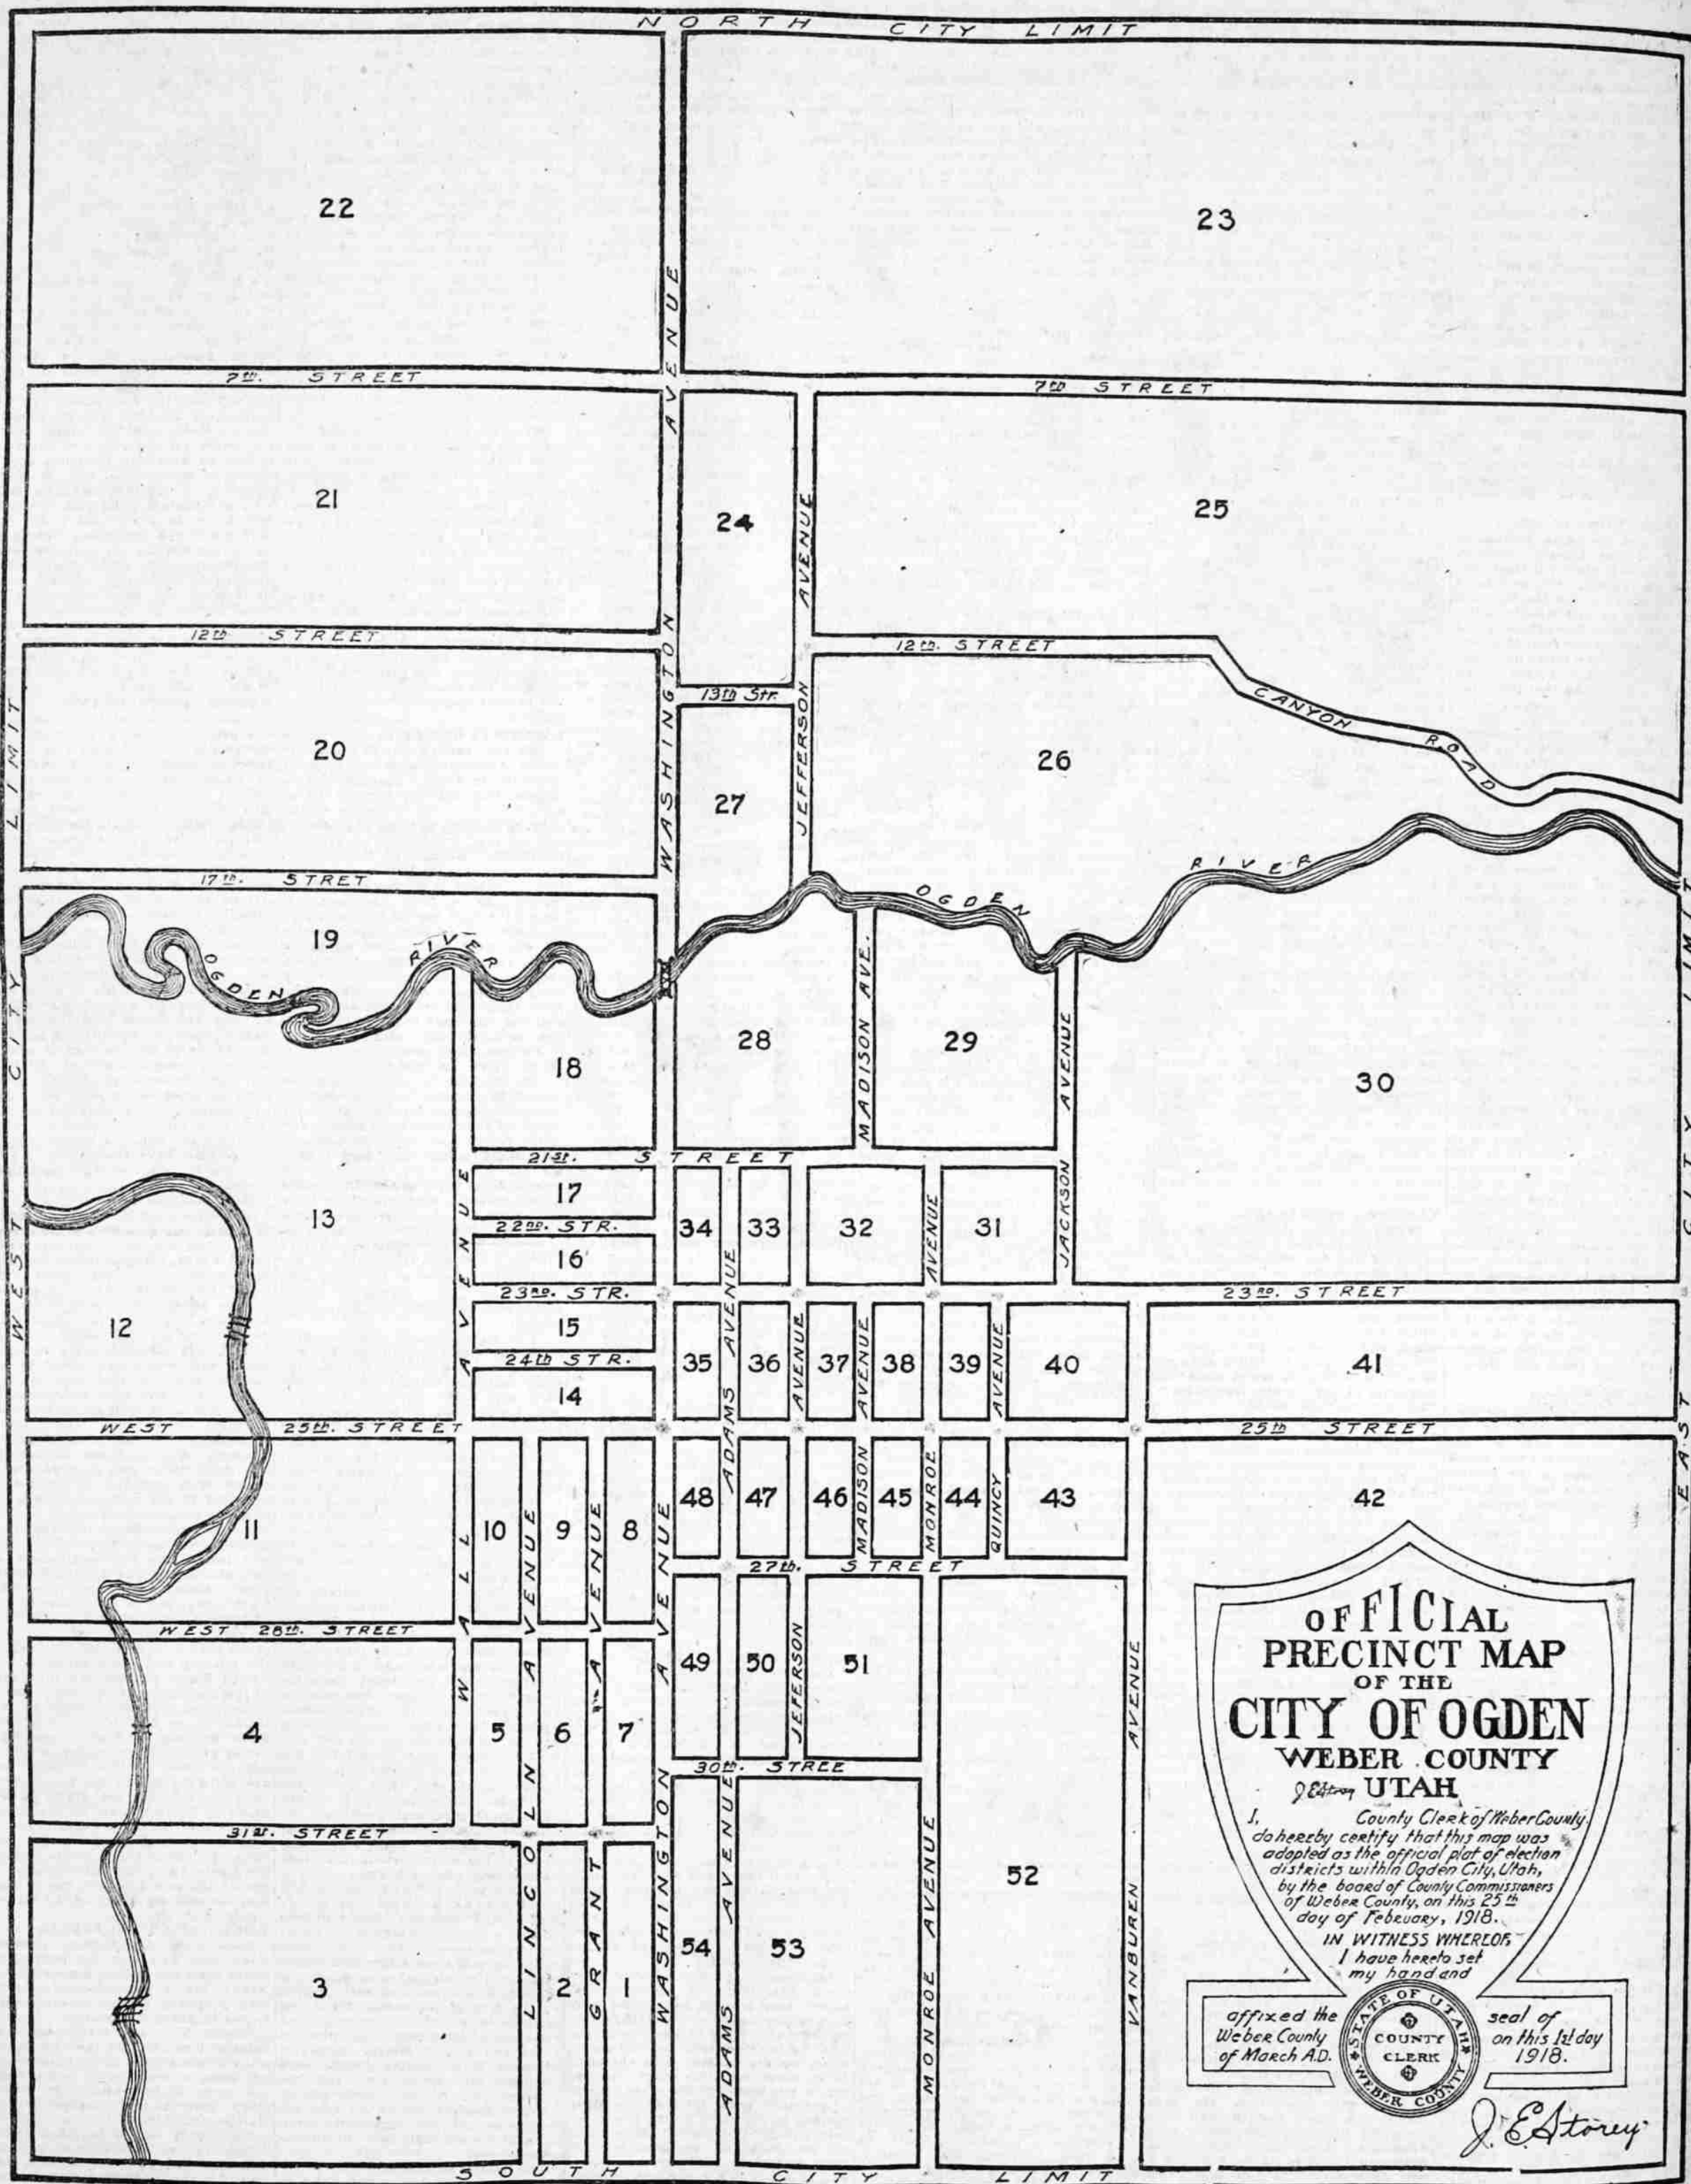 NORTH CITY LIMIT
22
23
WASHINGTON AVENUE
7TH. STREET
7TH STREET
21
24
25
JEFFERSON AVENUE
12TH STREET
12TH. STREET
CANYON ROAD
13TH Str.
20
27
26
WEST CITY LIMIT
EAST CITY LIMIT
17TH. STRET
19
OGDEN RIVER
OGDEN RIVER
18
28
MADISON AVE.
29
JACKSON AVENUE
30
21ST. STREET
13
17
22ND. STR.
16
34
33
32
AVENUE
31
23RD. STR.
23RD. STREET
12
WALL AVENUE
15
24th STR.
14
35
ADAMS AVENUE
36
AVENUE
37
AVENUE
38
39
AVENUE
40
41
WEST 25th. STREET
25th STREET
11
10
9
8
48
47
46
MADISON
45
MONROE
44
QUINCY
43
42
LINCOLN AVENUE
GRANT AVENUE
WASHINGTON AVENUE
27th. STREET
WEST 28TH. STREET
4
5
6
7
49
50
JEFERSON
51
VANBUREN AVENUE
30TH. STREE
31ST. STREET
3
2
1
54
ADAMS AVENUE
53
MONROE AVENUE
52
OFFICIAL
PRECINCT MAP
OF THE
CITY OF OGDEN
WEBER COUNTY
UTAH
I, J E Storey County Clerk of Weber County
do hereby certify that this map was
adopted as the official plat of election
districts within Ogden City, Utah,
by the board of County Commissioners
of Weber County, on this 25th
day of February, 1918.
IN WITNESS WHEREOF,
I have hereto set
my hand and
affixed the seal of
Weber County on this 1st day
of March A.D. 1918.
STATE OF UTAH
COUNTY
CLERK
WEBER COUNTY
J. E. Storey
SOUTH CITY LIMIT